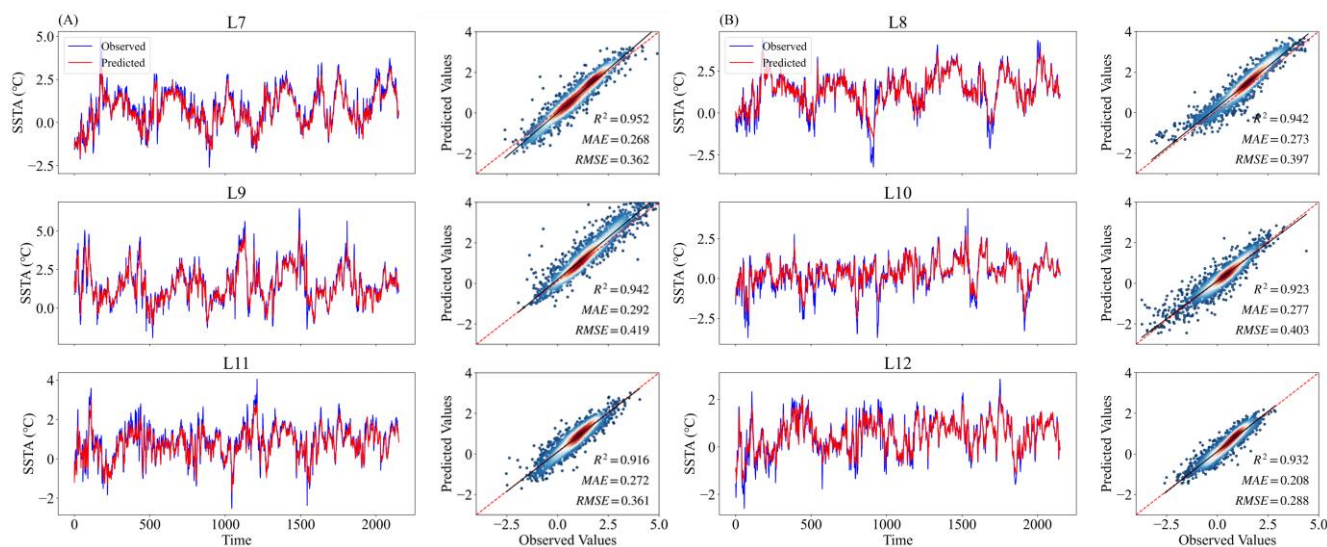 (A)
L7
SSTA (°C)
5.0
2.5
0.0
−2.5
Observed
Predicted
Predicted Values
4
2
0
−2
R² = 0.952
MAE = 0.268
RMSE = 0.362
(B)
L8
SSTA (°C)
2.5
0.0
−2.5
Observed
Predicted
Predicted Values
4
2
0
−2
R² = 0.942
MAE = 0.273
RMSE = 0.397
L9
SSTA (°C)
5.0
2.5
0.0
Predicted Values
4
2
0
−2
R² = 0.942
MAE = 0.292
RMSE = 0.419
L10
SSTA (°C)
2.5
0.0
−2.5
Predicted Values
4
2
0
−2
R² = 0.923
MAE = 0.277
RMSE = 0.403
L11
SSTA (°C)
4
2
0
−2
0 500 1000 1500 2000
Time
Predicted Values
4
2
0
−2
R² = 0.916
MAE = 0.272
RMSE = 0.361
−2.5 0.0 2.5 5.0
Observed Values
L12
SSTA (°C)
2
0
−2
0 500 1000 1500 2000
Time
Predicted Values
4
2
0
−2
R² = 0.932
MAE = 0.208
RMSE = 0.288
−2.5 0.0 2.5 5.0
Observed Values